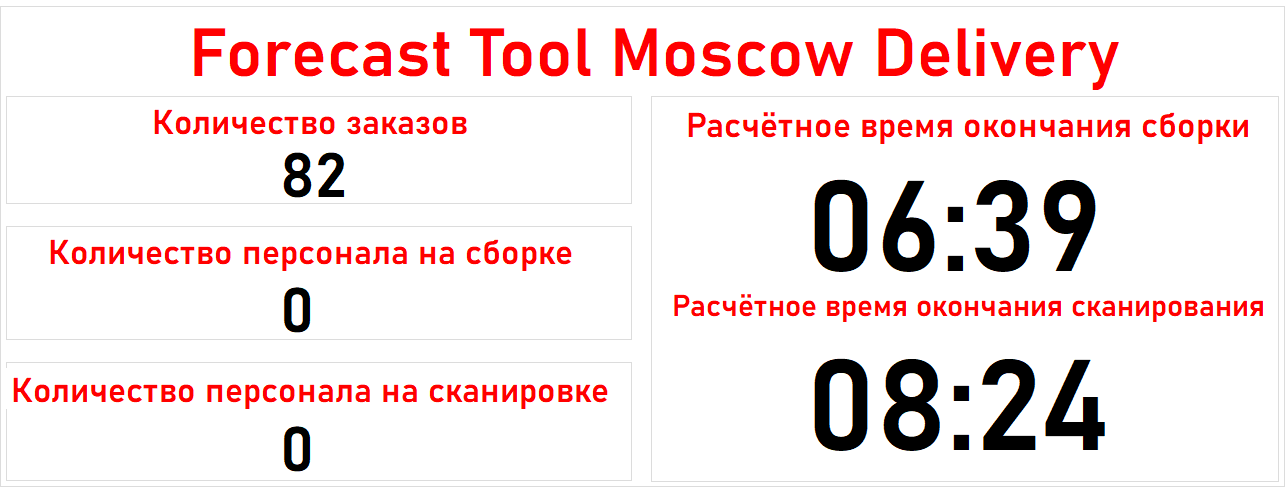 Forecast Tool Moscow Delivery
Количество заказов
82
Количество персонала на сборке
0
Количество персонала на сканировке
0
Расчётное время окончания сборки
06:39
Расчётное время окончания сканирования
08:24